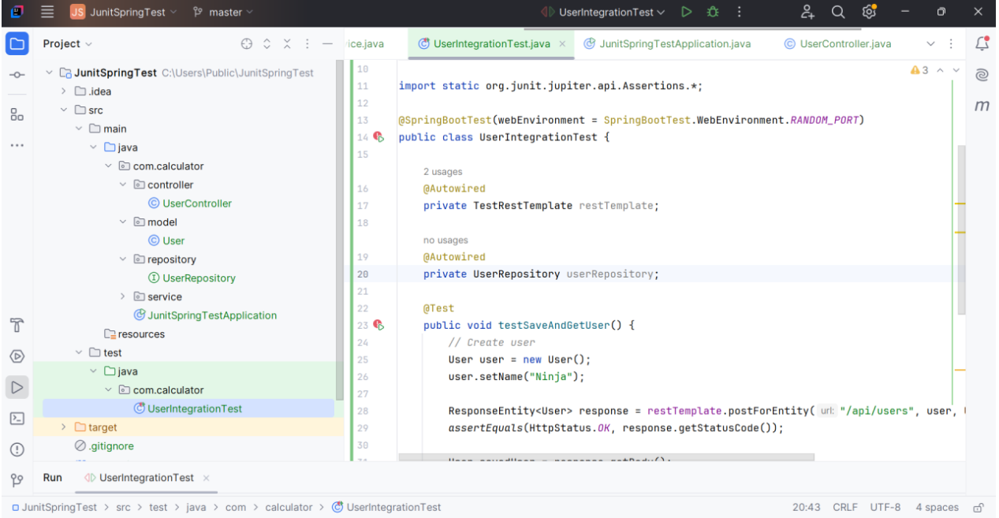 JS JunitSpringTest master UserIntegrationTest
Project
JunitSpringTest C:\Users\Public\JunitSpringTest
.idea
src
main
java
com.calculator
controller
UserController
model
User
repository
UserRepository
service
JunitSpringTestApplication
resources
test
java
com.calculator
UserIntegrationTest
target
.gitignore
ice.java UserIntegrationTest.java JunitSpringTestApplication.java UserController.java
3
10
11 import static org.junit.jupiter.api.Assertions.*;
12
13 @SpringBootTest(webEnvironment = SpringBootTest.WebEnvironment.RANDOM_PORT)
14 public class UserIntegrationTest {
15
2 usages
16 @Autowired
17 private TestRestTemplate restTemplate;
18
no usages
19 @Autowired
20 private UserRepository userRepository;
21
22 @Test
23 public void testSaveAndGetUser() {
24 // Create user
25 User user = new User();
26 user.setName("Ninja");
27
28 ResponseEntity<User> response = restTemplate.postForEntity( url: "/api/users", user,
29 assertEquals(HttpStatus.OK, response.getStatusCode());
30
m
Run UserIntegrationTest
JunitSpringTest > src > test > java > com > calculator > UserIntegrationTest 20:43 CRLF UTF-8 4 spaces